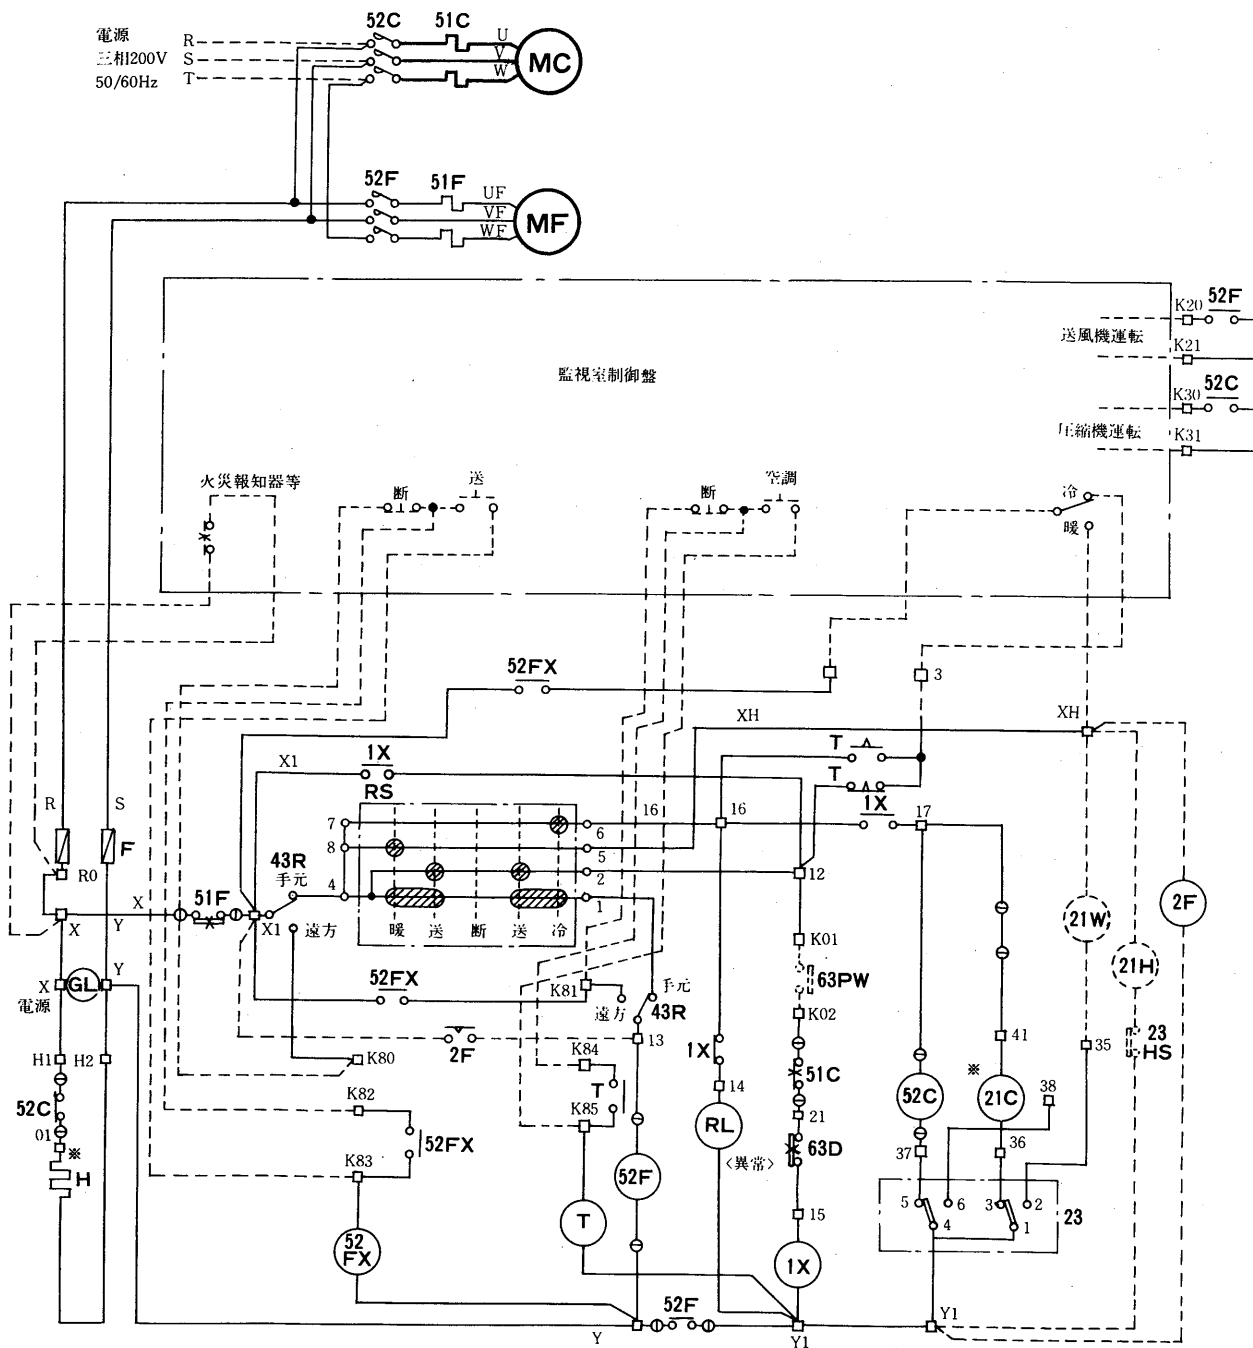 52C 51C
電源 R U
三相200V S V MC
50/60Hz T W
52F 51F
UF
VF MF
WF
K20 52F
送風機運転
K21
監視室制御盤
52C
K30
圧縮機運転 K31
火災報知器等 断 送 断 空調 冷
暖
52FX
3
XH XH
X1 1X T
RS T
1X
R S 7 6 16 16 17
F 8 5
43R
手元 4 2 12
R0 1
51F
X 2F
X Y X1 遠方 暖 送 断 送 冷 21W
K01
21H
Y 52FX K81 手元 63PW
X GL 遠方 43R
電源 K02
2F 13 41 35 23
HS
H1 H2 K80 K84 1X 51C ※
T 14 38
52C K82 K85 21 52C 21C
01 RL
※ 52FX 〈異常〉 63D 37 36
H K83 52F
5 6 3 2
T 15 4 1 23
52
FX 1X
52F
Y Y1 Y1